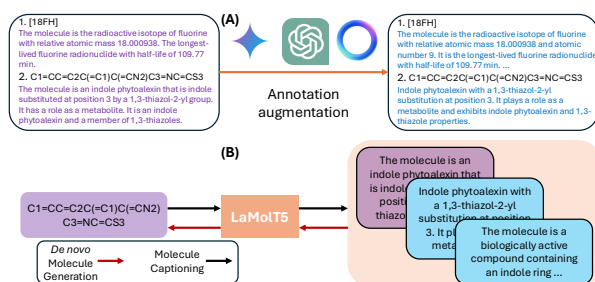 (A)
1. [18FH]
The molecule is the radioactive isotope of fluorine
with relative atomic mass 18.000938. The longest-
lived fluorine radionuclide with half-life of 109.77
min.
2. C1=CC=C2C(=C1)C(=CN2)C3=NC=CS3
The molecule is an indole phytoalexin that is indole
substituted at position 3 by a 1,3-thiazol-2-yl group.
It has a role as a metabolite. It is an indole
phytoalexin and a member of 1,3-thiazoles.
Annotation
augmentation
1. [18FH]
The molecule is the radioactive isotope of fluorine
with relative atomic mass 18.000938 and atomic
number 9. It is the longest-lived fluorine radionuclide
with half-life of 109.77 min. ...
2. C1=CC=C2C(=C1)C(=CN2)C3=NC=CS3
Indole phytoalexin with a 1,3-thiazol-2-yl
substitution at position 3. It plays a role as a
metabolite and exhibits indole phytoalexin and 1,3-
thiazole properties.
(B)
C1=CC=C2C(=C1)C(=CN2)
C3=NC=CS3
LaMolT5
The molecule is an
indole phytoalexin that
is indole
posit
thiazo
Indole phytoalexin with
a 1,3-thiazol-2-yl
substitution at position
3. It pl
meta
The molecule is a
biologically active
compound containing
an indole ring ...
De novo
Molecule
Generation
Molecule
Captioning